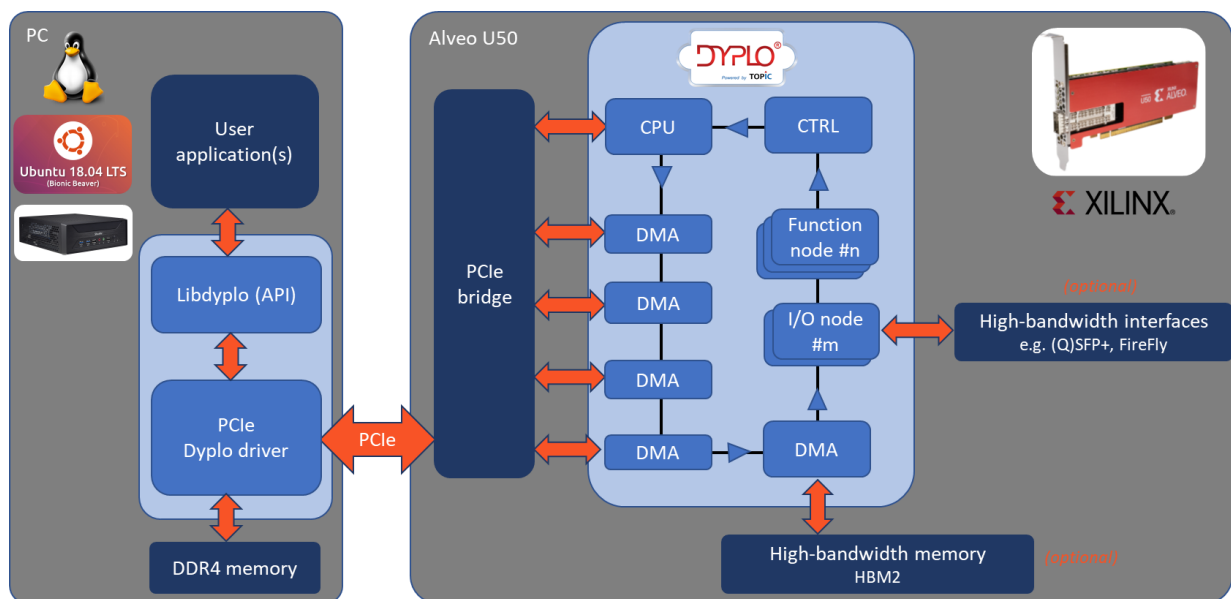 PC
Ubuntu 18.04 LTS
(Bionic Beaver)
User
application(s)
Libdyplo (API)
PCIe
Dyplo driver
DDR4 memory
PCIe
Alveo U50
PCIe
bridge
DYPLO®
Powered by TOPIC
CPU
CTRL
DMA
Function
node #n
DMA
I/O node
#m
DMA
DMA
DMA
High-bandwidth memory
HBM2
(optional)
U50
ALVEO.
XILINX®
(optional)
High-bandwidth interfaces
e.g. (Q)SFP+, FireFly